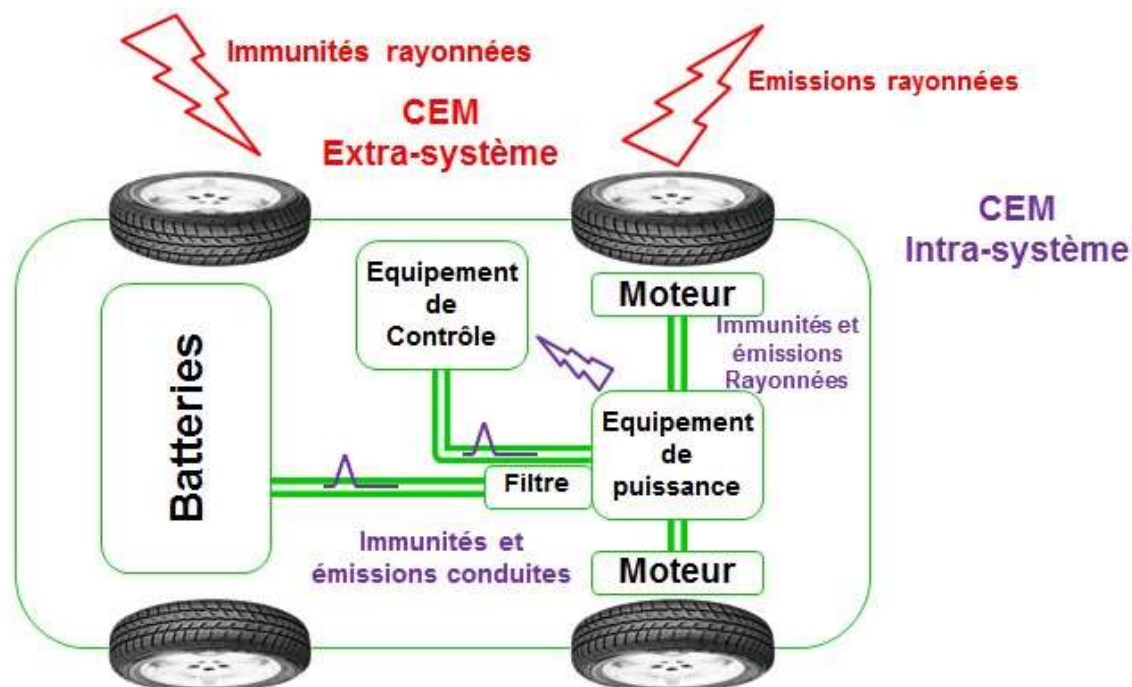 Immunités rayonnées
Emissions rayonnées
CEM
Extra-système
CEM
Intra-système
Equipement
de
Contrôle
Moteur
Immunités et
émissions
Rayonnées
Batteries
Equipement
de
puissance
Filtre
Immunités et
émissions conduites
Moteur